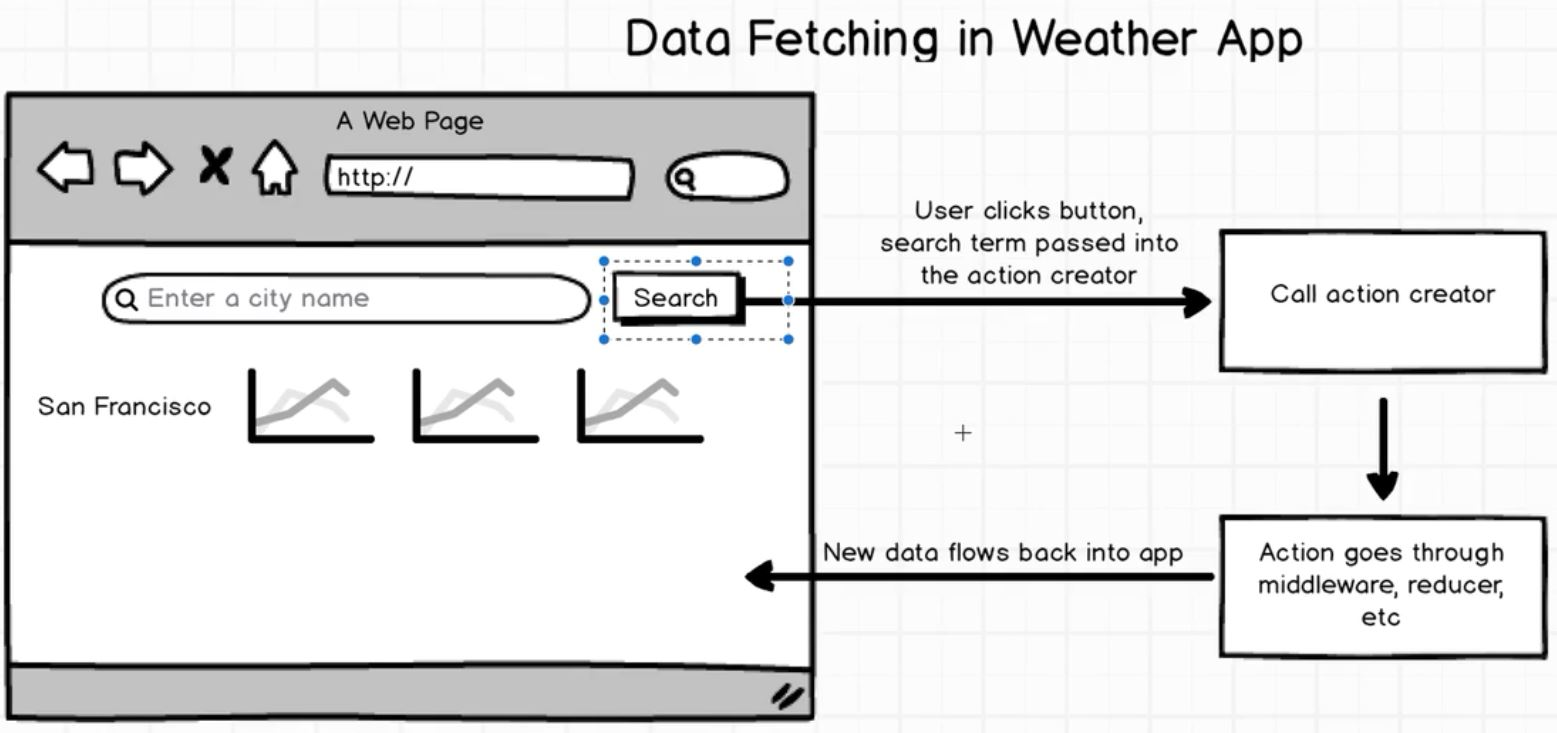 Data Fetching in Weather App
A Web Page
http://
User clicks button,
search term passed into
the action creator
Enter a city name
Search
Call action creator
San Francisco
New data flows back into app
Action goes through
middleware, reducer,
etc